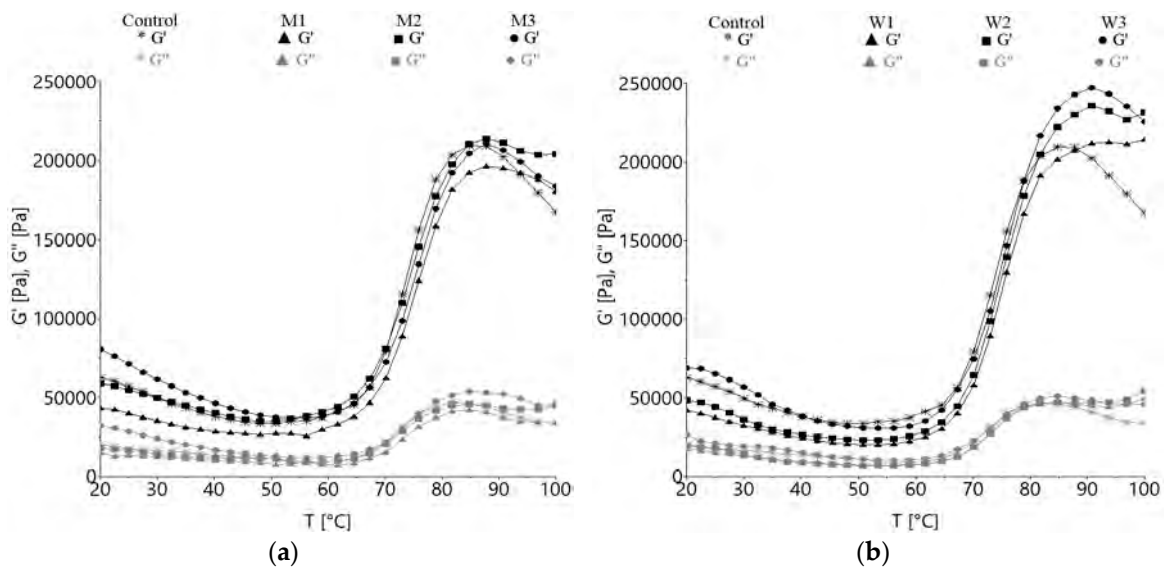 Control M1 M2 M3
G' G' G' G'
G'' G'' G'' G''
250000
200000
150000
100000
50000
0
G' [Pa], G'' [Pa]
20 30 40 50 60 70 80 90 100
T [°C]
(a)
Control W1 W2 W3
G' G' G' G'
G'' G'' G'' G''
250000
200000
150000
100000
50000
0
G' [Pa], G'' [Pa]
20 30 40 50 60 70 80 90 100
T [°C]
(b)